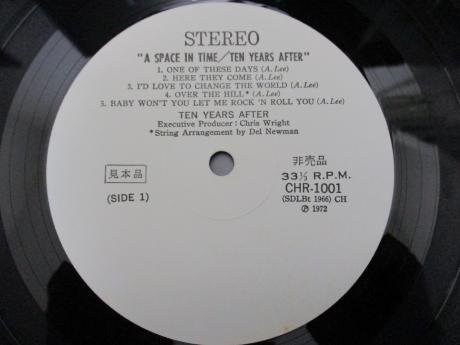 STEREO
"A SPACE IN TIME/TEN YEARS AFTER"
1. ONE OF THESE DAYS (A. Lee)
2. HERE THEY COME (A. Lee)
3. I'D LOVE TO CHANGE THE WORLD (A. Lee)
4. OVER THE HILL* (A. Lee)
5. BABY WON'T YOU LET ME ROCK 'N ROLL YOU (A. Lee)
TEN YEARS AFTER
Executive Producer : Chris Wright
*String Arrangement by Del Newman
見本品
(SIDE 1)
非売品
33⅓ R.P.M.
CHR-1001
(SDLBt 1966) CH
℗ 1972